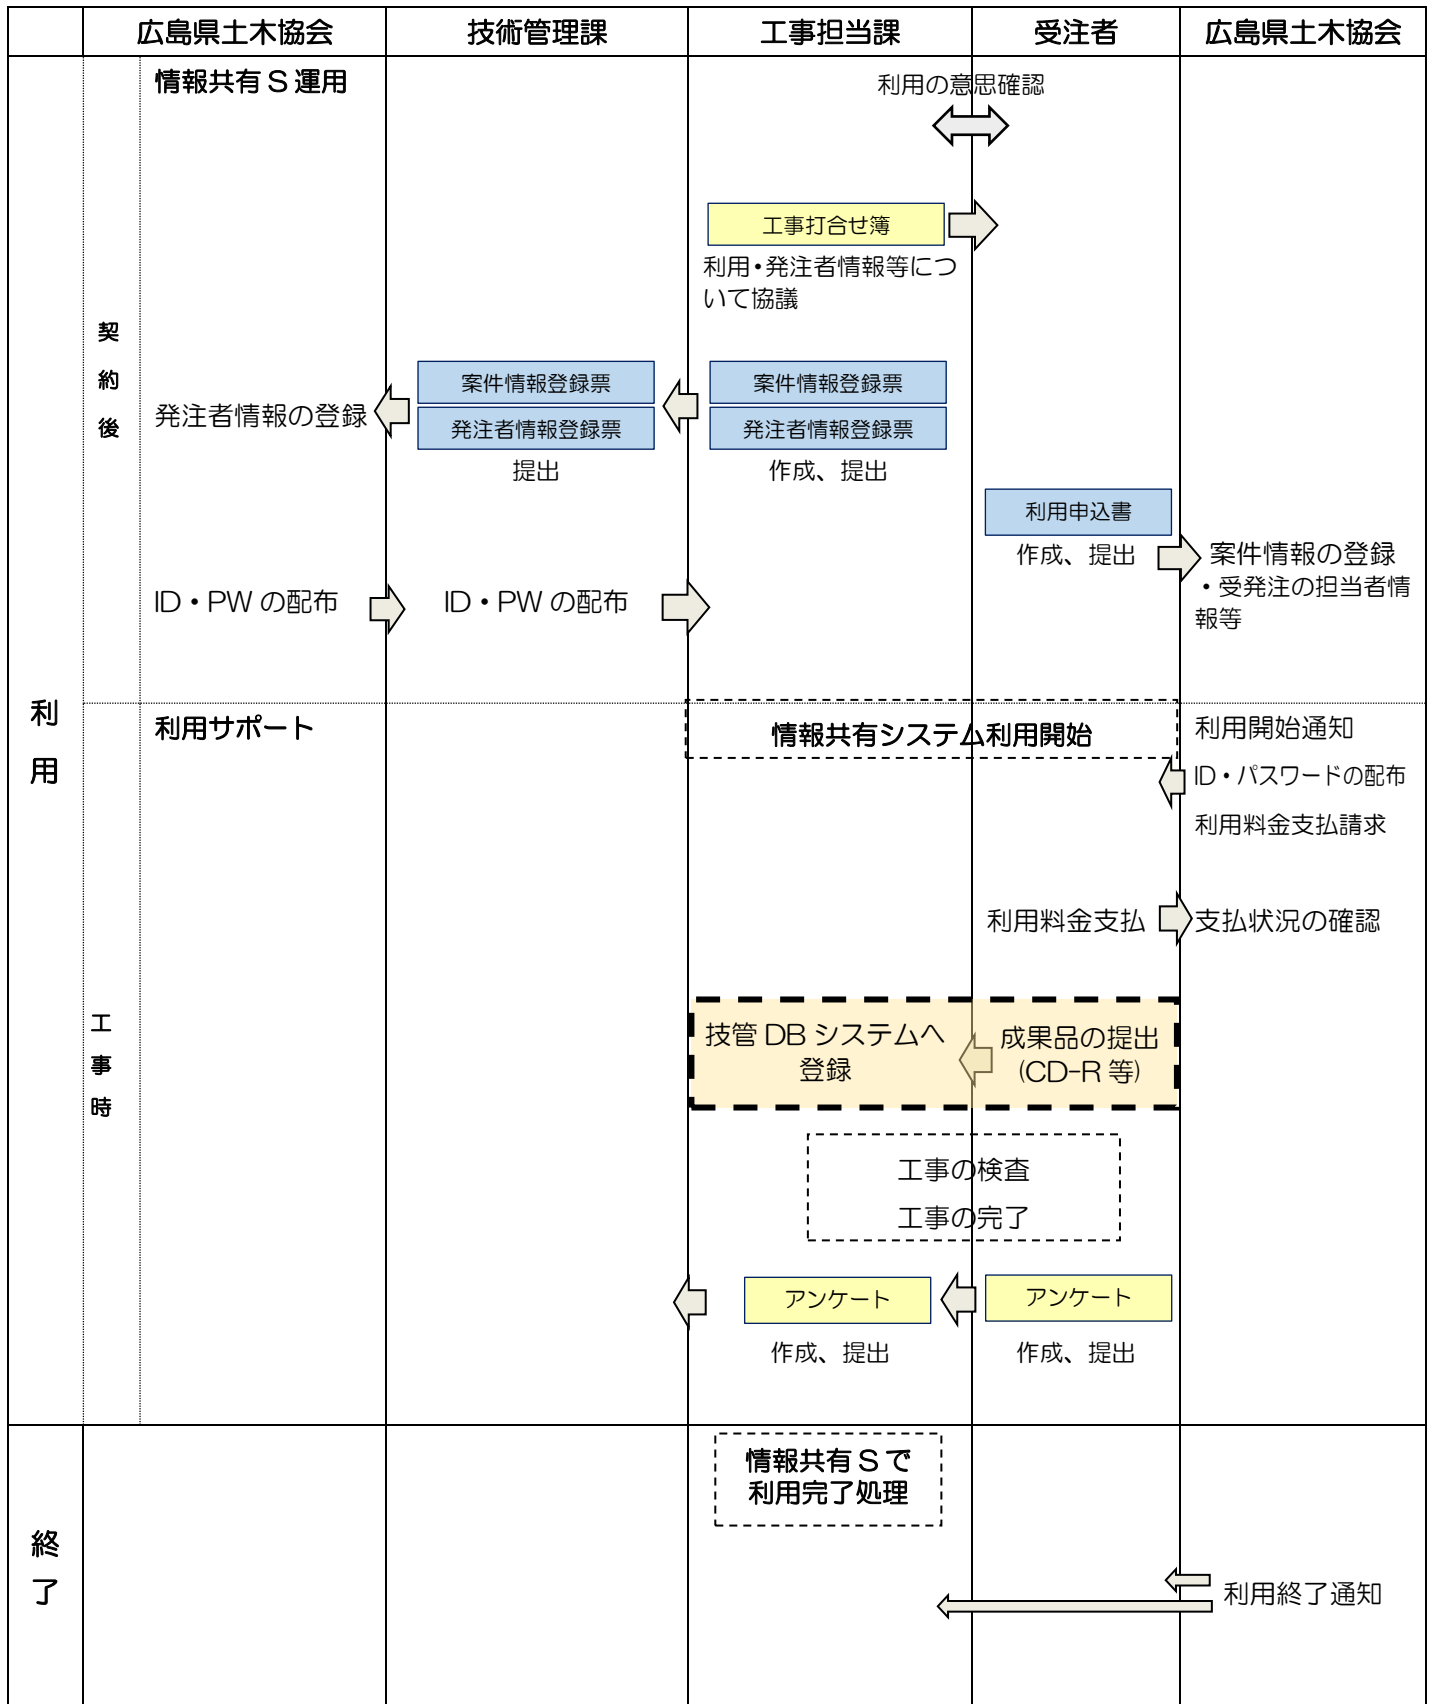 広島県土木協会
技術管理課
工事担当課
受注者
広島県土木協会
利用
契約後
情報共有S運用
利用の意思確認
工事打合せ簿
利用・発注者情報等につ
いて協議
発注者情報の登録
案件情報登録票
発注者情報登録票
提出
案件情報登録票
発注者情報登録票
作成、提出
利用申込書
作成、提出
案件情報の登録
・受発注の担当者情
報等
ID・PWの配布
ID・PWの配布
工事時
利用サポート
情報共有システム利用開始
利用開始通知
ID・パスワードの配布
利用料金支払請求
利用料金支払
支払状況の確認
技管DBシステムへ
登録
成果品の提出
(CD-R等)
工事の検査
工事の完了
アンケート
作成、提出
アンケート
作成、提出
終了
情報共有Sで
利用完了処理
利用終了通知